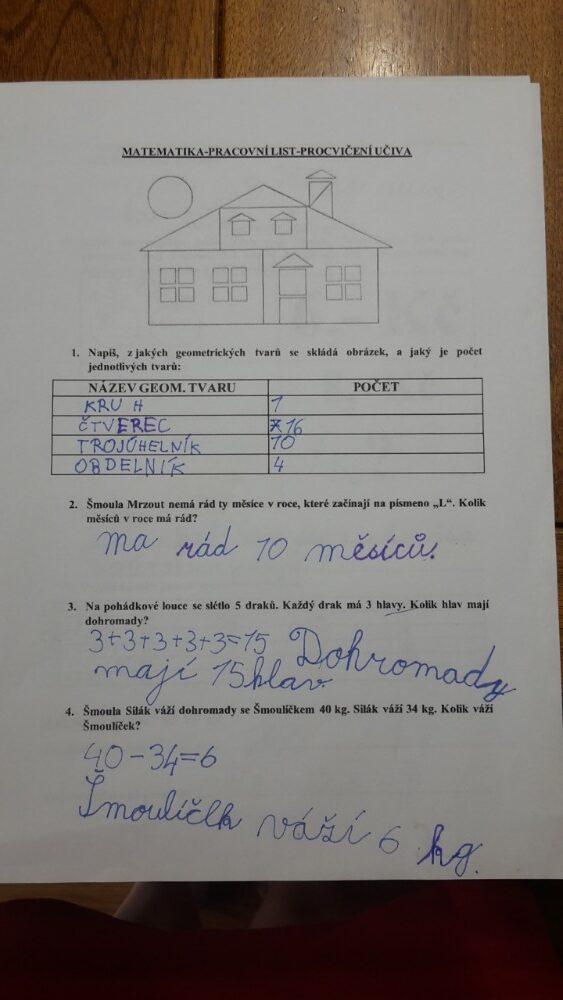 MATEMATIKA-PRACOVNÍ LIST-PROCVIČENÍ UČIVA
1. Napiš, z jakých geometrických tvarů se skládá obrázek, a jaký je počet
jednotlivých tvarů:
NÁZEV GEOM. TVARU POČET
KRUH 1
ČTVEREC 16
TROJÚHELNÍK 10
OBDELNÍK 4
2. Šmoula Mrzout nemá rád ty měsíce v roce, které začínají na písmeno „L“. Kolik
měsíců v roce má rád?
ma rád 10 měsíců.
3. Na pohádkové louce se slétlo 5 draků. Každý drak má 3 hlavy. Kolik hlav mají
dohromady?
3+3+3+3+3=15 Dohromady
mají 15 hlav.
4. Šmoula Silák váží dohromady se Šmoulíčkem 40 kg. Silák váží 34 kg. Kolik váží
Šmoulíček?
40-34=6
Šmoulíčk váží 6 kg.